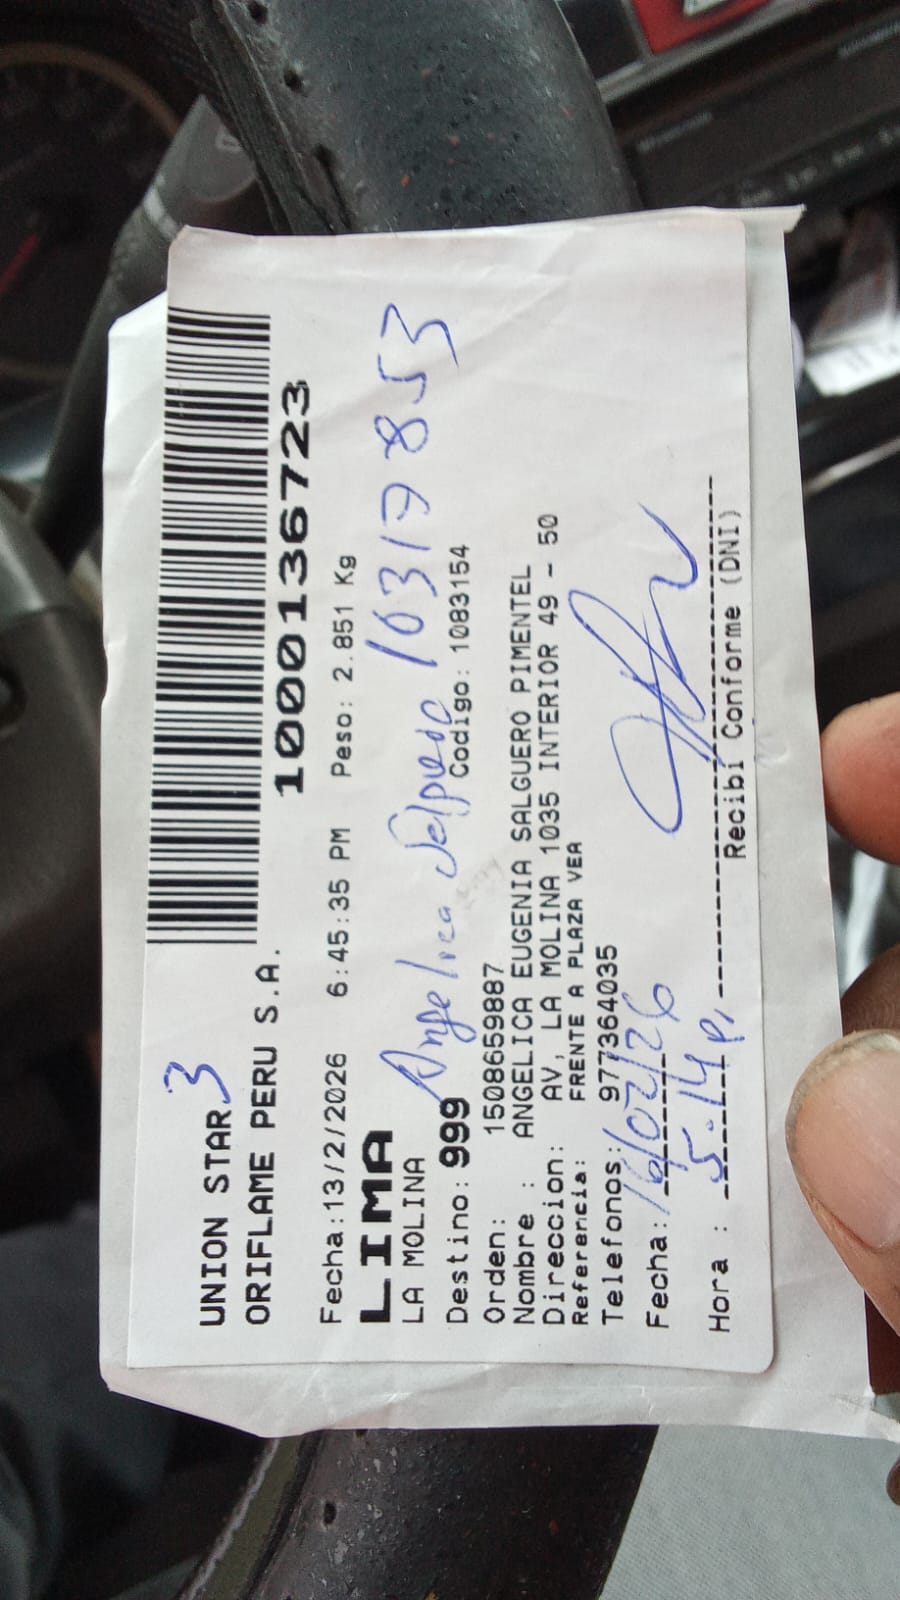 UNION STAR 3
ORIFLAME PERU S.A.
1000136723
Fecha:13/2/2026 6:45:35 PM Peso: 2.851 Kg
LIMA
LA MOLINA
Angelica 10317853
Destino: 999 Codigo: 1083154
Orden: 1508659887
Nombre : ANGELICA EUGENIA SALGUERO PIMENTEL
Direccion: AV, LA MOLINA 1035 INTERIOR 49 - 50
Referencia: FRENTE A PLAZA VEA
Telefonos: 977364035
Fecha: 16/02/26
Hora : 5.14 p,
Recibi Conforme (DNI)